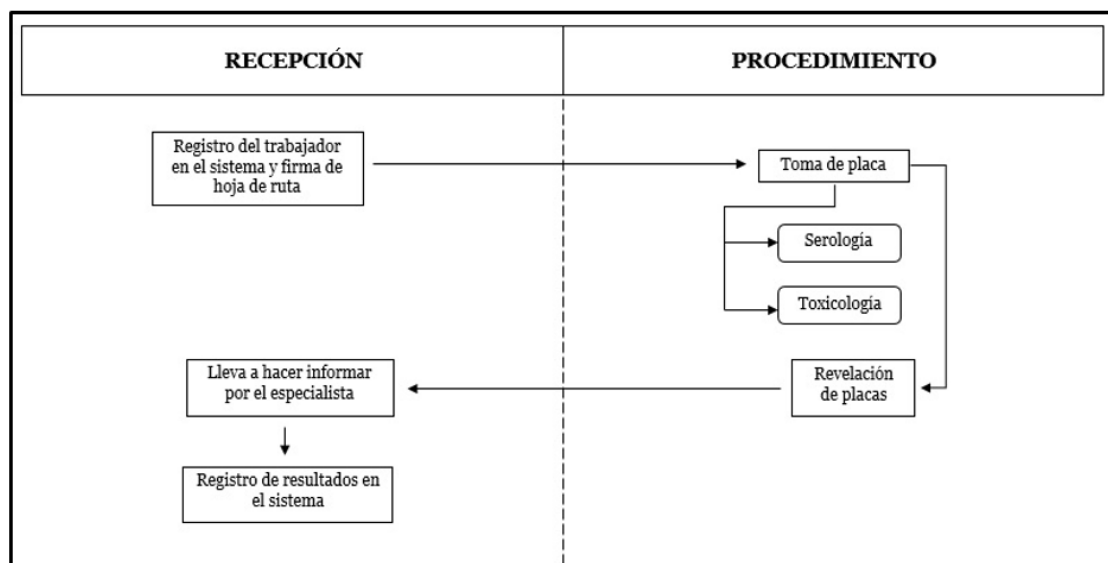 RECEPCIÓN
PROCEDIMIENTO
Registro del trabajador
en el sistema y firma de
hoja de ruta
Toma de placa
Serología
Toxicología
Lleva a hacer informar
por el especialista
Revelación
de placas
Registro de resultados en
el sistema